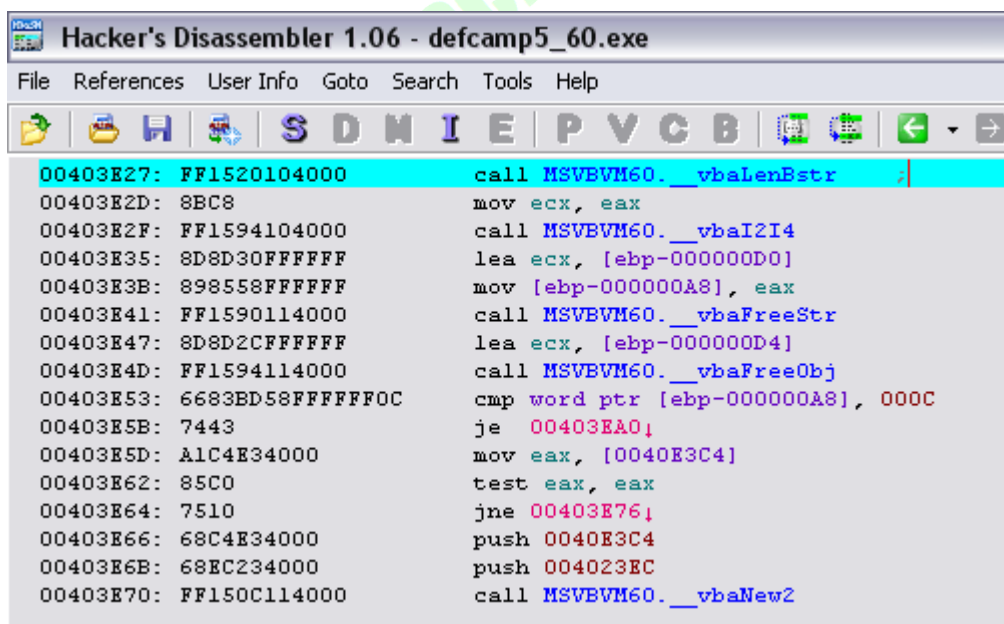 Hacker's Disassembler 1.06 - defcamp5_60.exe
File References User Info Goto Search Tools Help
S D M I E P V C B
00403E27: FF1520104000 call MSVBVM60.__vbaLenBstr ;
00403E2D: 8BC8 mov ecx, eax
00403E2F: FF1594104000 call MSVBVM60.__vbaI2I4
00403E35: 8D8D30FFFFFF lea ecx, [ebp-000000D0]
00403E3B: 898558FFFFFF mov [ebp-000000A8], eax
00403E41: FF1590114000 call MSVBVM60.__vbaFreeStr
00403E47: 8D8D2CFFFFFF lea ecx, [ebp-000000D4]
00403E4D: FF1594114000 call MSVBVM60.__vbaFreeObj
00403E53: 6683BD58FFFFFF0C cmp word ptr [ebp-000000A8], 000C
00403E5B: 7443 je 00403EA0↓
00403E5D: A1C4E34000 mov eax, [0040E3C4]
00403E62: 85C0 test eax, eax
00403E64: 7510 jne 00403E76↓
00403E66: 68C4E34000 push 0040E3C4
00403E6B: 68EC234000 push 004023EC
00403E70: FF150C114000 call MSVBVM60.__vbaNew2